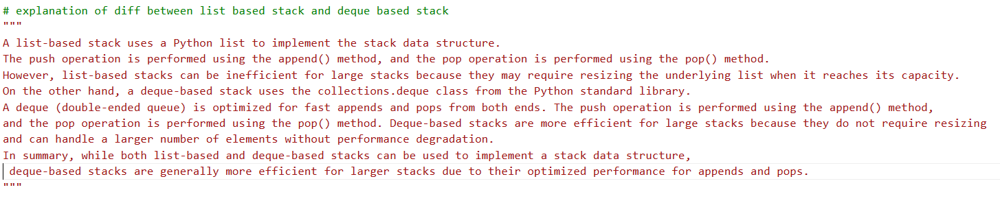 # explanation of diff between list based stack and deque based stack
"""
A list-based stack uses a Python list to implement the stack data structure.
The push operation is performed using the append() method, and the pop operation is performed using the pop() method.
However, list-based stacks can be inefficient for large stacks because they may require resizing the underlying list when it reaches its capacity.
On the other hand, a deque-based stack uses the collections.deque class from the Python standard library.
A deque (double-ended queue) is optimized for fast appends and pops from both ends. The push operation is performed using the append() method,
and the pop operation is performed using the pop() method. Deque-based stacks are more efficient for large stacks because they do not require resizing
and can handle a larger number of elements without performance degradation.
In summary, while both list-based and deque-based stacks can be used to implement a stack data structure,
 deque-based stacks are generally more efficient for larger stacks due to their optimized performance for appends and pops.
"""